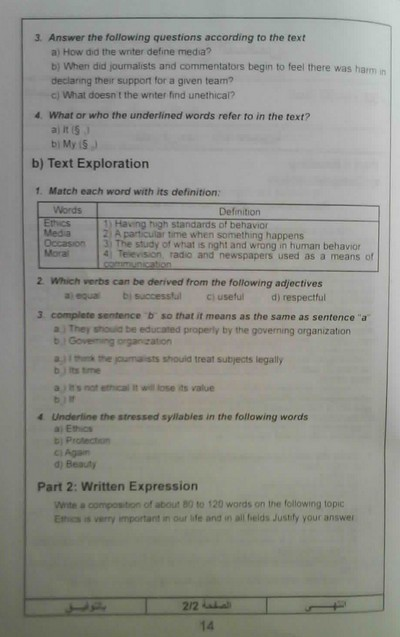 3. Answer the following questions according to the text
a) How did the writer define media?
b) When did journalists and commentators begin to feel there was harm in
declaring their support for a given team?
c) What doesn't the writer find unethical?
4. What or who the underlined words refer to in the text?
a) It (§ .)
b) My (§ .)
b) Text Exploration
1. Match each word with its definition:
Words Definition
Ethics 1) Having high standards of behavior
Media 2) A particular time when something happens
Occasion 3) The study of what is right and wrong in human behavior
Moral 4) Television, radio and newspapers used as a means of
communication
2. Which verbs can be derived from the following adjectives
a) equal b) successful c) useful d) respectful
3. complete sentence "b" so that it means as the same as sentence "a"
a.) They should be educated properly by the governing organization
b.) Governing organization
a.) I think the journalists should treat subjects legally
b.) Its time
a.) It's not ethical It will lose its value
b.) If
4. Underline the stressed syllables in the following words
a) Ethics
b) Protection
c) Again
d) Beauty
Part 2: Written Expression
Write a composition of about 80 to 120 words on the following topic
Ethics is verry important in our life and in all fields Justify your answer
انتهى الصفحة 2/2 بالتوفيق
14